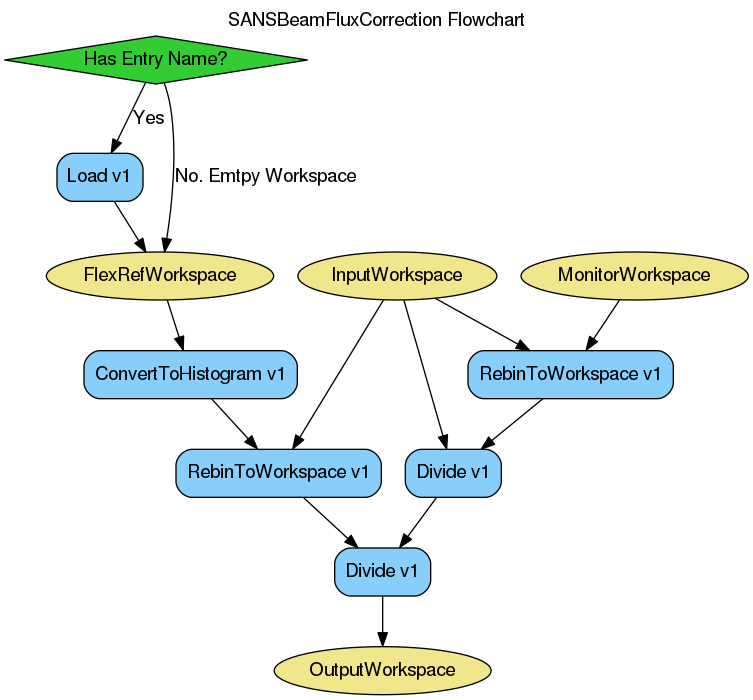 SANSBeamFluxCorrection Flowchart
Has Entry Name?
Yes
Load v1
No. Emtpy Workspace
FlexRefWorkspace
InputWorkspace
MonitorWorkspace
ConvertToHistogram v1
RebinToWorkspace v1
RebinToWorkspace v1
Divide v1
Divide v1
OutputWorkspace